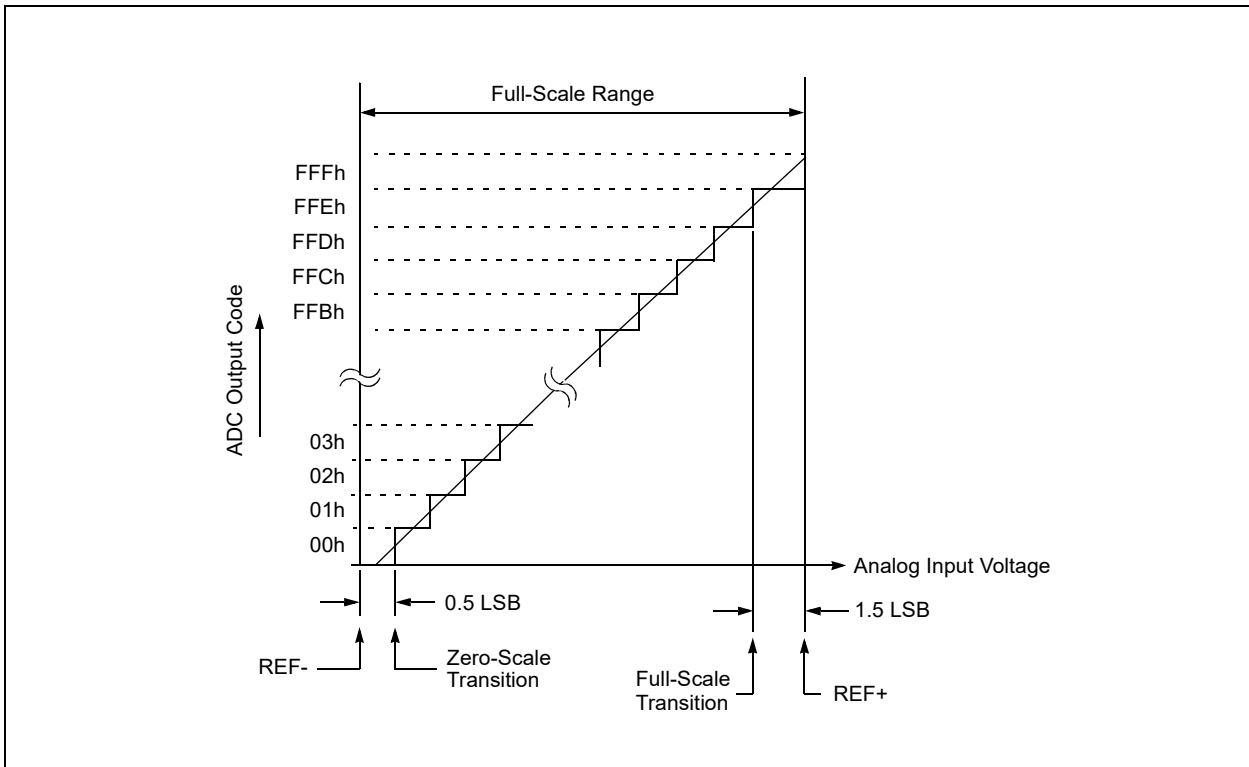 Full-Scale Range
FFFh
FFEh
FFDh
FFCh
FFBh
ADC Output Code
03h
02h
01h
00h
Analog Input Voltage
0.5 LSB
1.5 LSB
REF-
Zero-Scale
Transition
Full-Scale
Transition
REF+